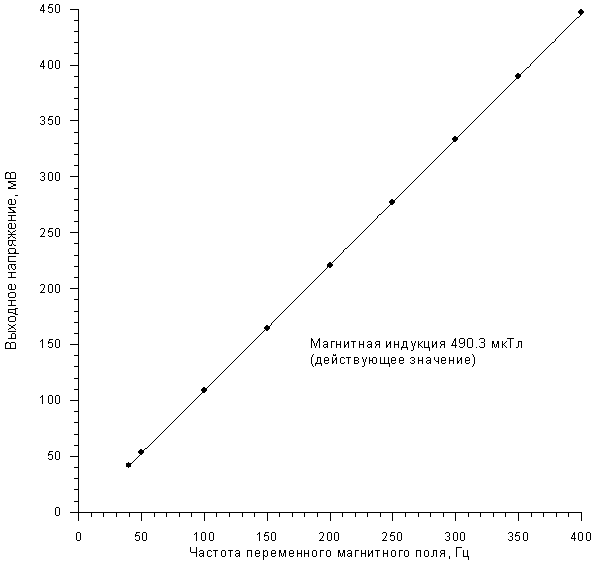 450
400
350
300
250
200
150
100
50
0
Выходное напряжение, мВ
Магнитная индукция 490.3 мкТл
(действующее значение)
0 50 100 150 200 250 300 350 400
Частота переменного магнитного поля, Гц